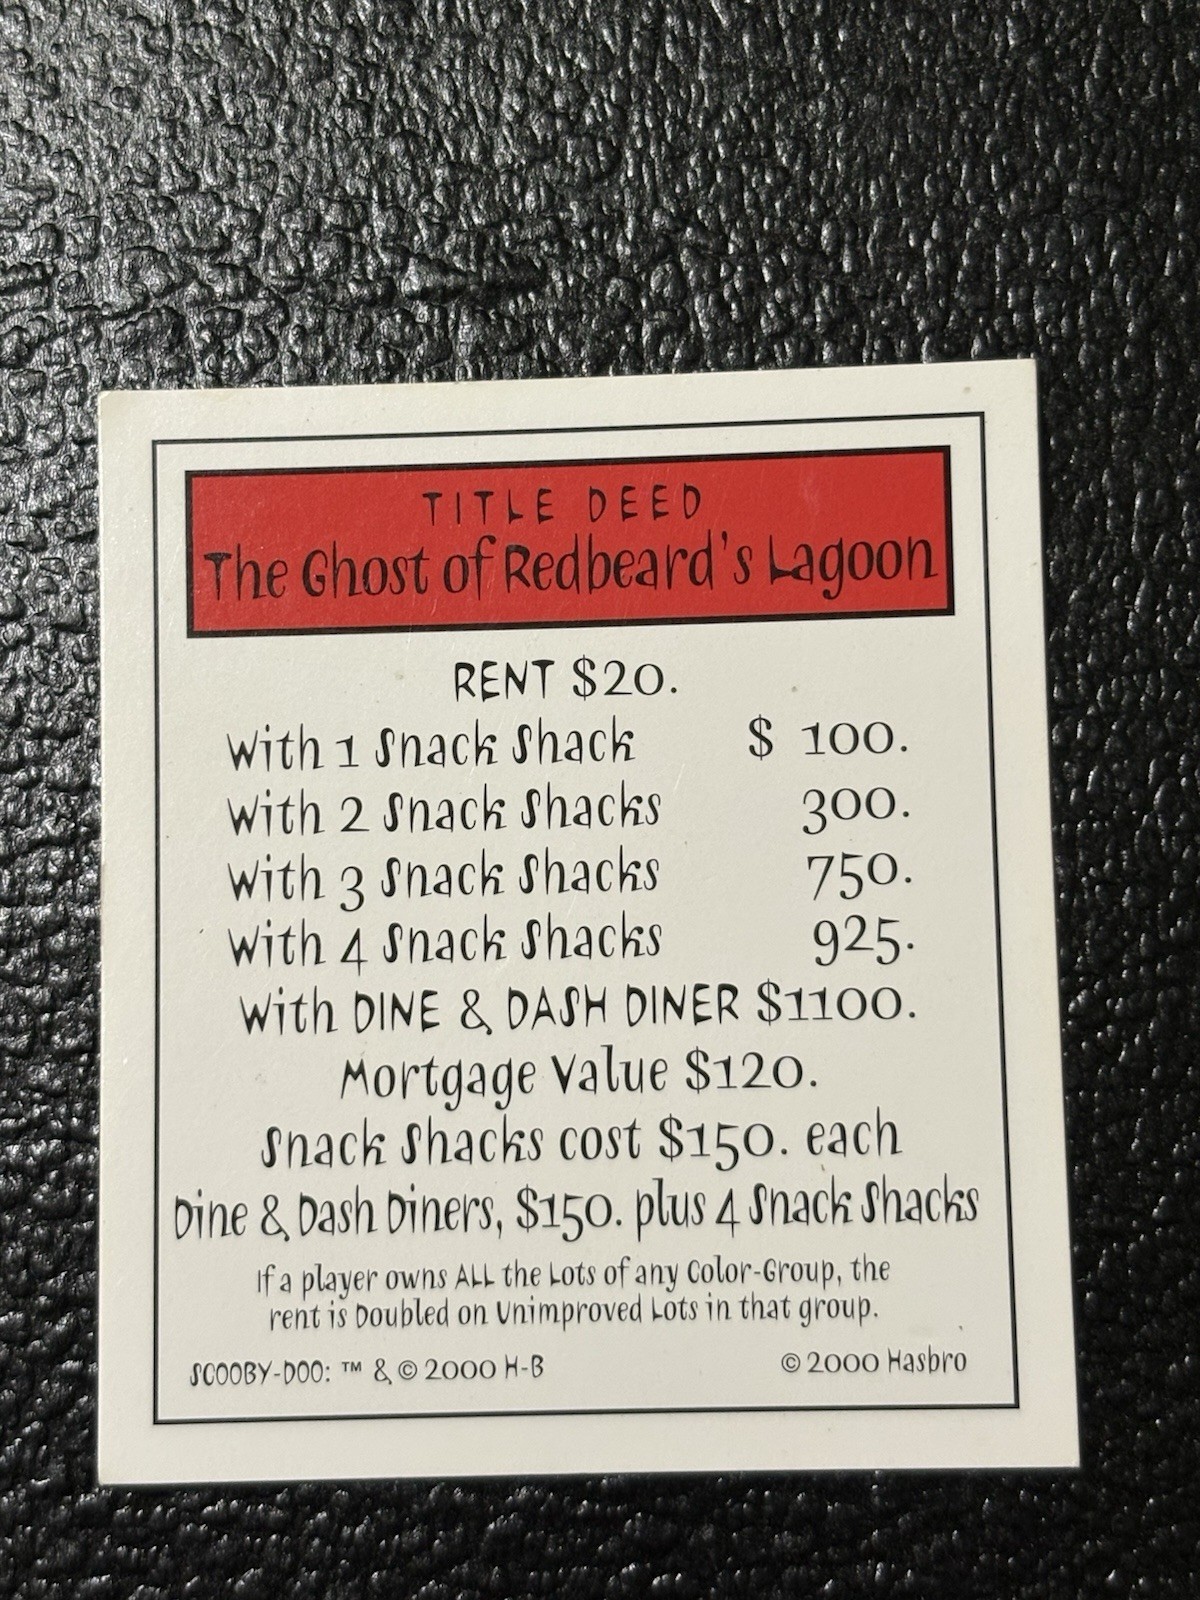 TITLE DEED
The Ghost of Redbeard's Lagoon
RENT $20.
With 1 Snack Shack $ 100.
With 2 Snack Shacks 300.
With 3 Snack Shacks 750.
With 4 Snack Shacks 925.
With DINE & DASH DINER $1100.
Mortgage Value $120.
Snack Shacks cost $150. each
Dine & Dash Diners, $150. plus 4 Snack Shacks
If a player owns ALL the Lots of any Color-Group, the
rent is Doubled on Unimproved Lots in that group.
SCOOBY-DOO: ™ & © 2000 H-B © 2000 Hasbro